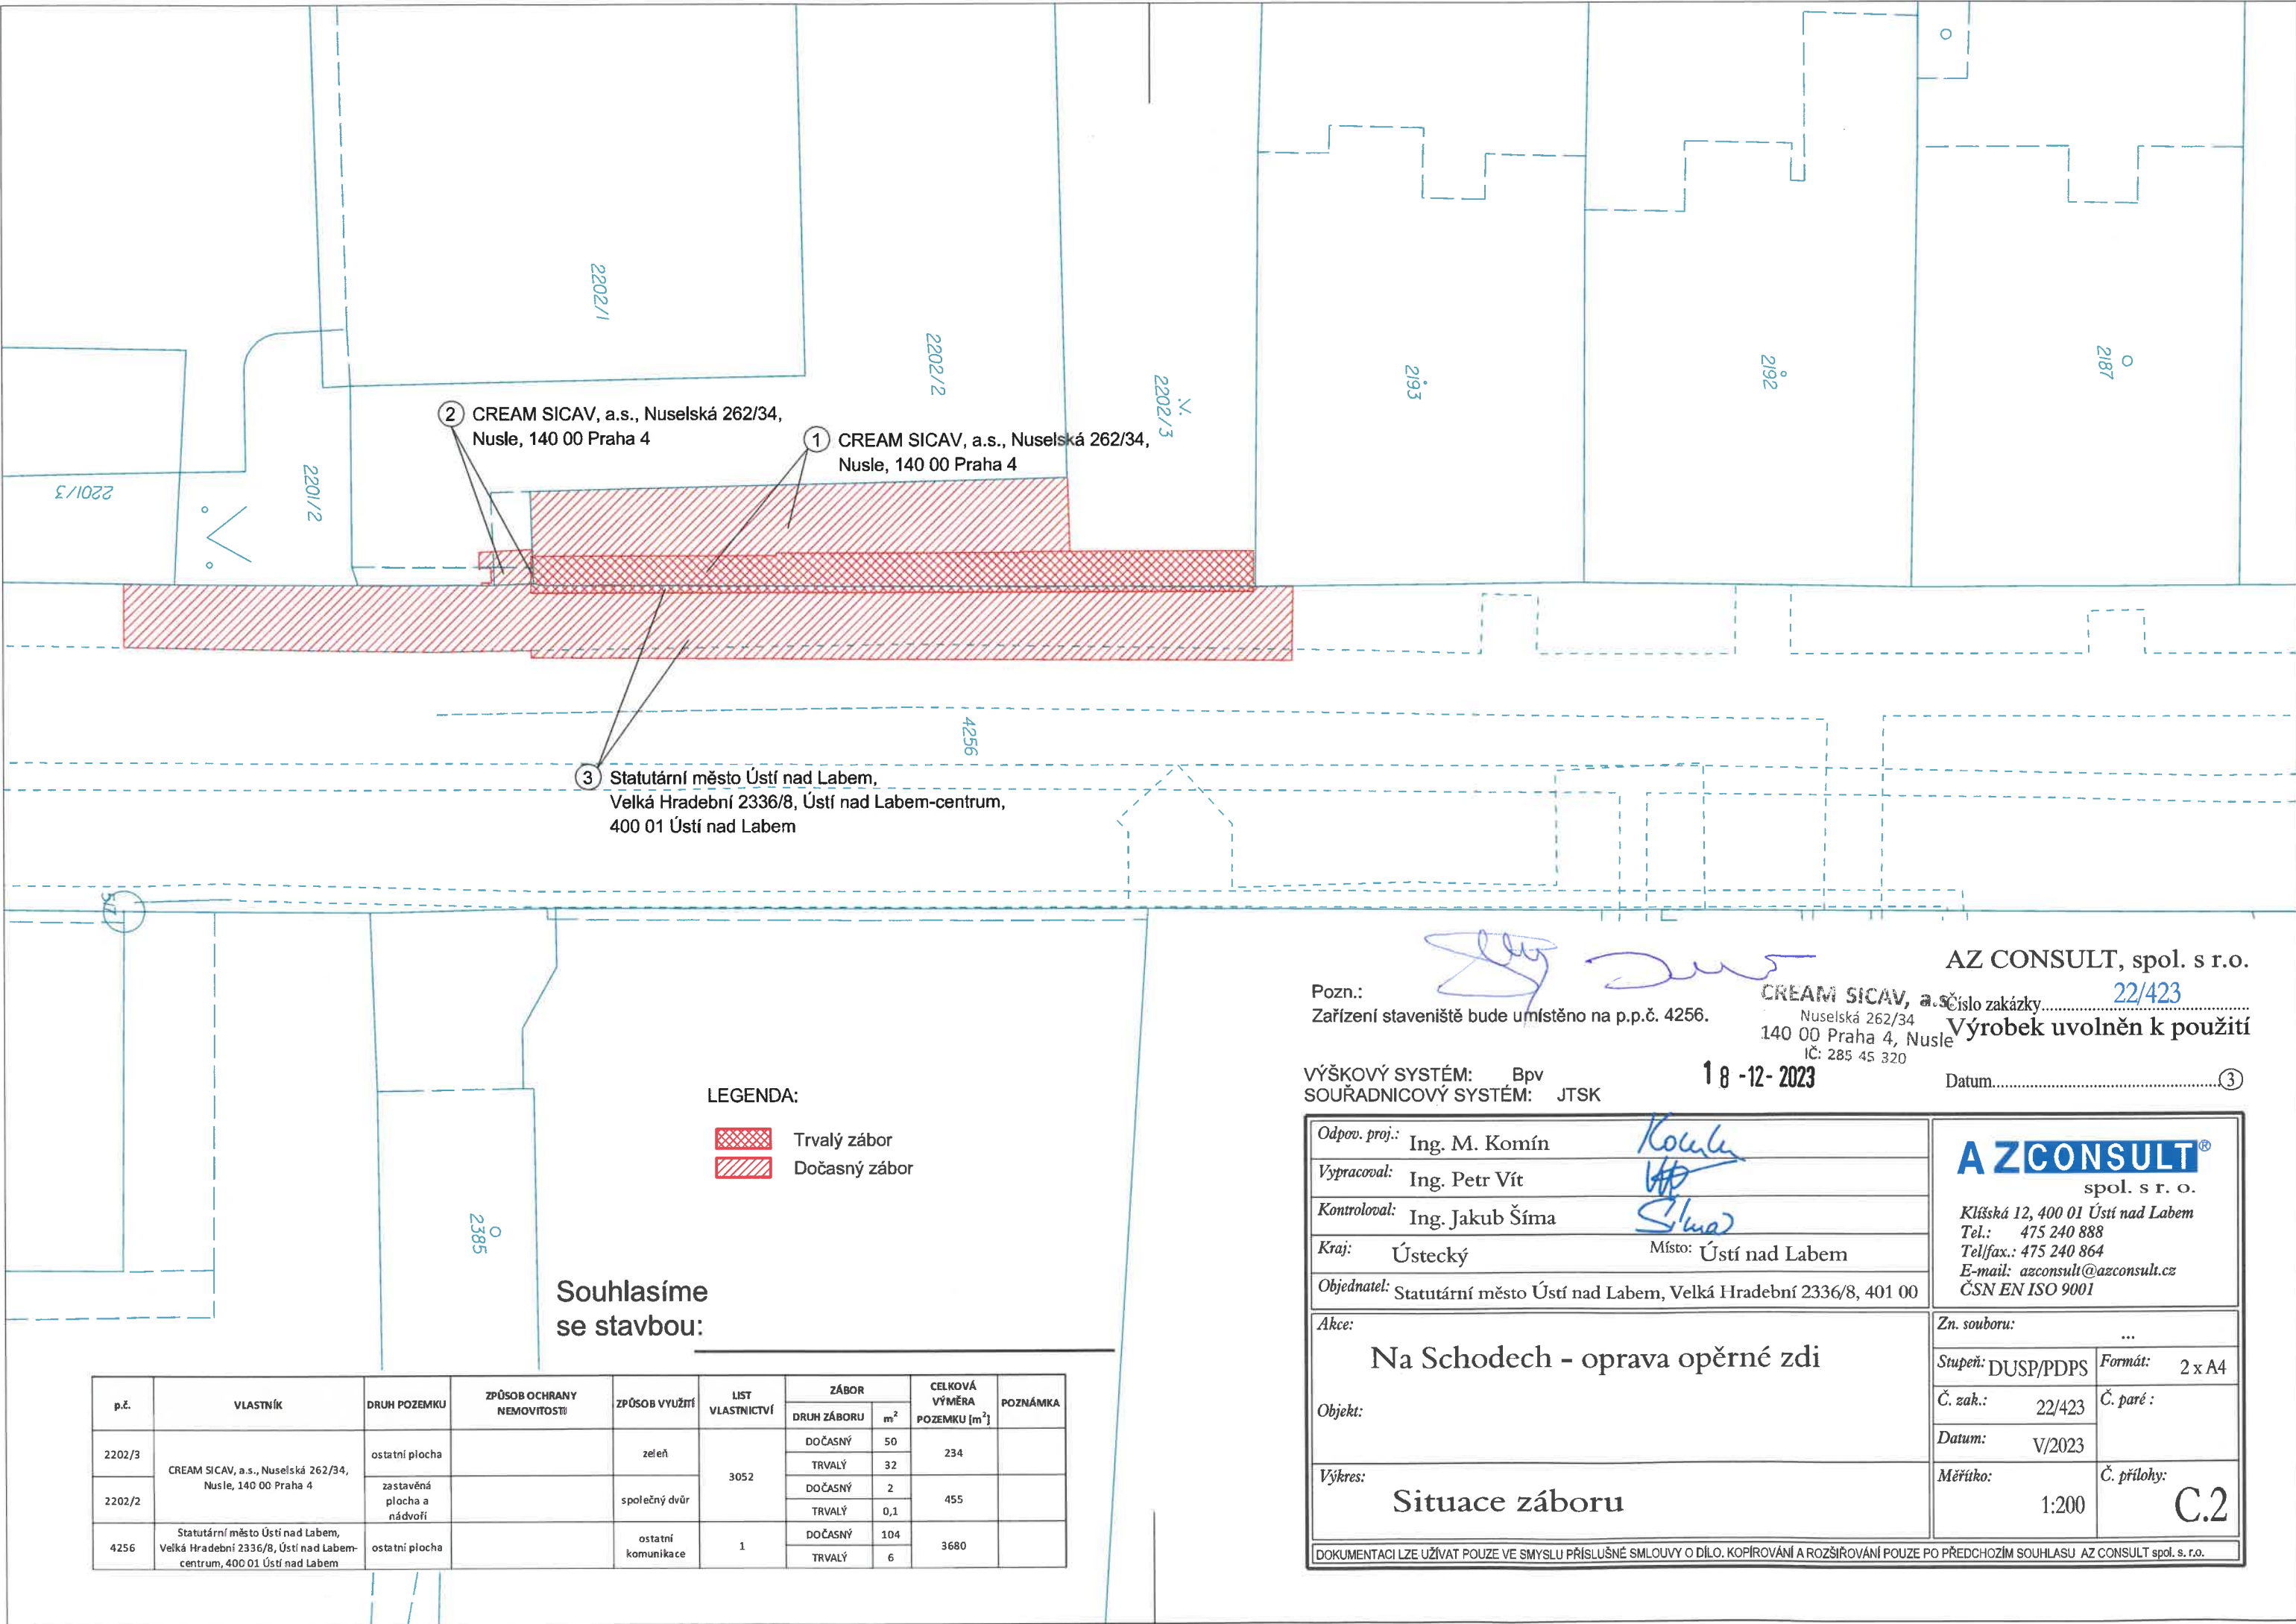 2202/1
2202/2
2202/3
2193
2192
2187
2201/3
2201/2
2 CREAM SICAV, a.s., Nuselská 262/34,
Nusle, 140 00 Praha 4
1 CREAM SICAV, a.s., Nuselská 262/34,
Nusle, 140 00 Praha 4
4256
3 Statutární město Ústí nad Labem,
Velká Hradební 2336/8, Ústí nad Labem-centrum,
400 01 Ústí nad Labem
2385
LEGENDA:
Trvalý zábor
Dočasný zábor
Souhlasíme
se stavbou:
Pozn.:
Zařízení staveniště bude umístěno na p.p.č. 4256.
CREAM SICAV, a.s.
Nuselská 262/34
140 00 Praha 4, Nusle
IČ: 285 45 320
18 -12- 2023
AZ CONSULT, spol. s r.o.
Číslo zakázky 22/423
Výrobek uvolněn k použití
Datum 3
VÝŠKOVÝ SYSTÉM: Bpv
SOUŘADNICOVÝ SYSTÉM: JTSK
Odpov. proj.: Ing. M. Komín
Vypracoval: Ing. Petr Vít
Kontroloval: Ing. Jakub Šíma
Kraj: Ústecký Místo: Ústí nad Labem
Objednatel: Statutární město Ústí nad Labem, Velká Hradební 2336/8, 401 00
AZ CONSULT®
spol. s r. o.
Klíšská 12, 400 01 Ústí nad Labem
Tel.: 475 240 888
Tel/fax.: 475 240 864
E-mail: azconsult@azconsult.cz
ČSN EN ISO 9001
Akce:
Na Schodech - oprava opěrné zdi
Objekt:
Výkres:
Situace záboru
Zn. souboru: ...
Stupeň: DUSP/PDPS Formát: 2 x A4
Č. zak.: 22/423 Č. paré :
Datum: V/2023
Měřítko: 1:200 Č. přílohy: C.2
DOKUMENTACI LZE UŽÍVAT POUZE VE SMYSLU PŘÍSLUŠNÉ SMLOUVY O DÍLO. KOPÍROVÁNÍ A ROZŠIŘOVÁNÍ POUZE PO PŘEDCHOZÍM SOUHLASU AZ CONSULT spol. s. r.o.
p.č. VLASTNÍK DRUH POZEMKU ZPŮSOB OCHRANY NEMOVITOSTI ZPŮSOB VYUŽITÍ LIST VLASTNICTVÍ ZÁBOR CELKOVÁ VÝMĚRA POZEMKU [m²] POZNÁMKA
DRUH ZÁBORU m²
2202/3 CREAM SICAV, a.s., Nuselská 262/34, Nusle, 140 00 Praha 4 ostatní plocha zeleň 3052 DOČASNÝ 50 234
TRVALÝ 32
2202/2 zastavěná plocha a nádvoří společný dvůr DOČASNÝ 2 455
TRVALÝ 0,1
4256 Statutární město Ústí nad Labem, Velká Hradební 2336/8, Ústí nad Labem-centrum, 400 01 Ústí nad Labem ostatní plocha ostatní komunikace 1 DOČASNÝ 104 3680
TRVALÝ 6